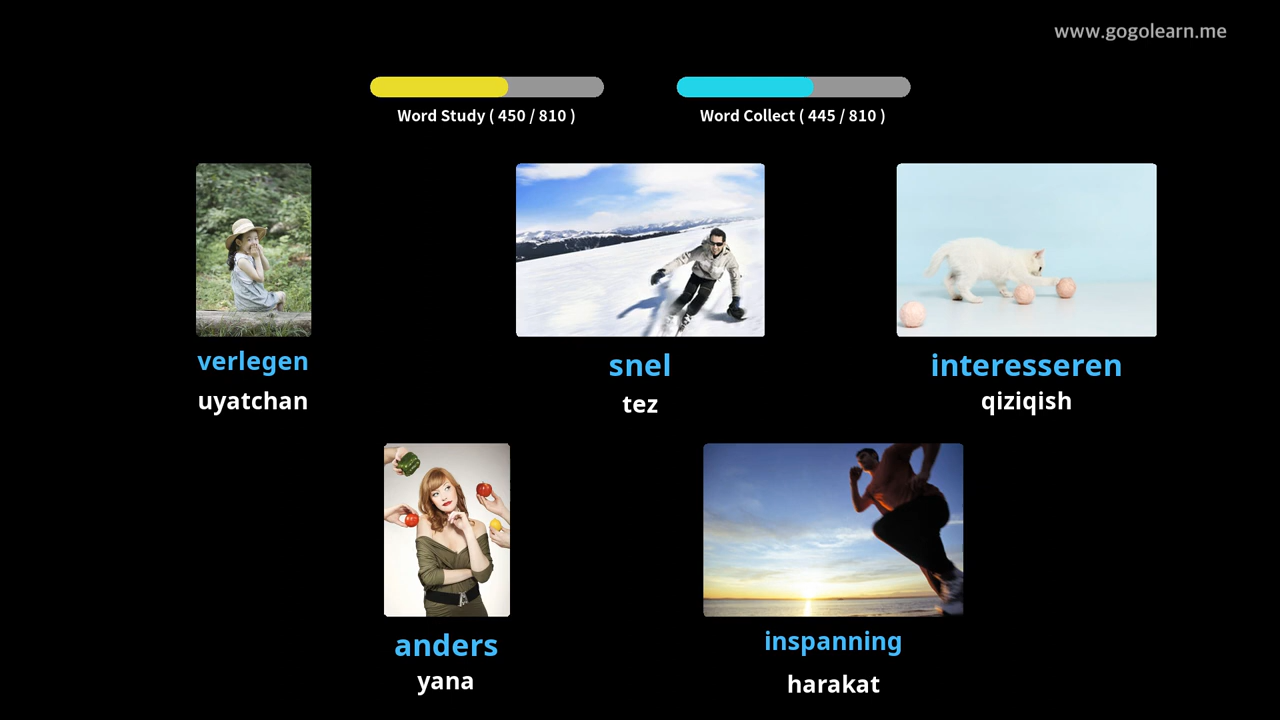 www.gogolearn.me
Word Study ( 450 / 810 )
Word Collect ( 445 / 810 )
verlegen
uyatchan
snel
tez
interesseren
qiziqish
anders
yana
inspanning
harakat